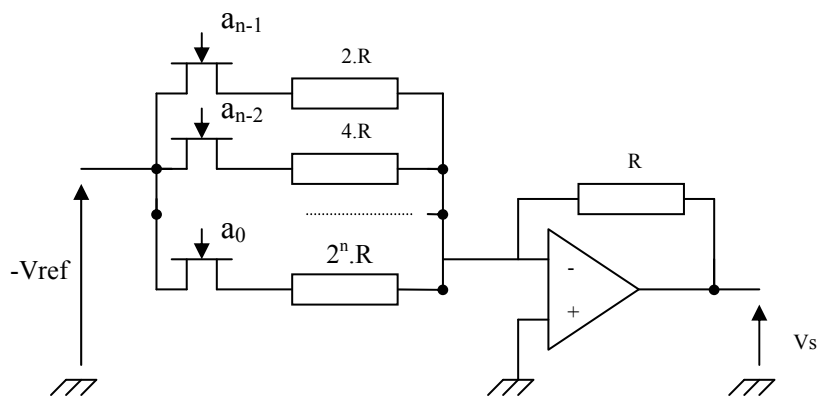 aₙ₋₁
2.R
aₙ₋₂
4.R
R
a₀
2ⁿ.R
-Vref
-
+
Vs